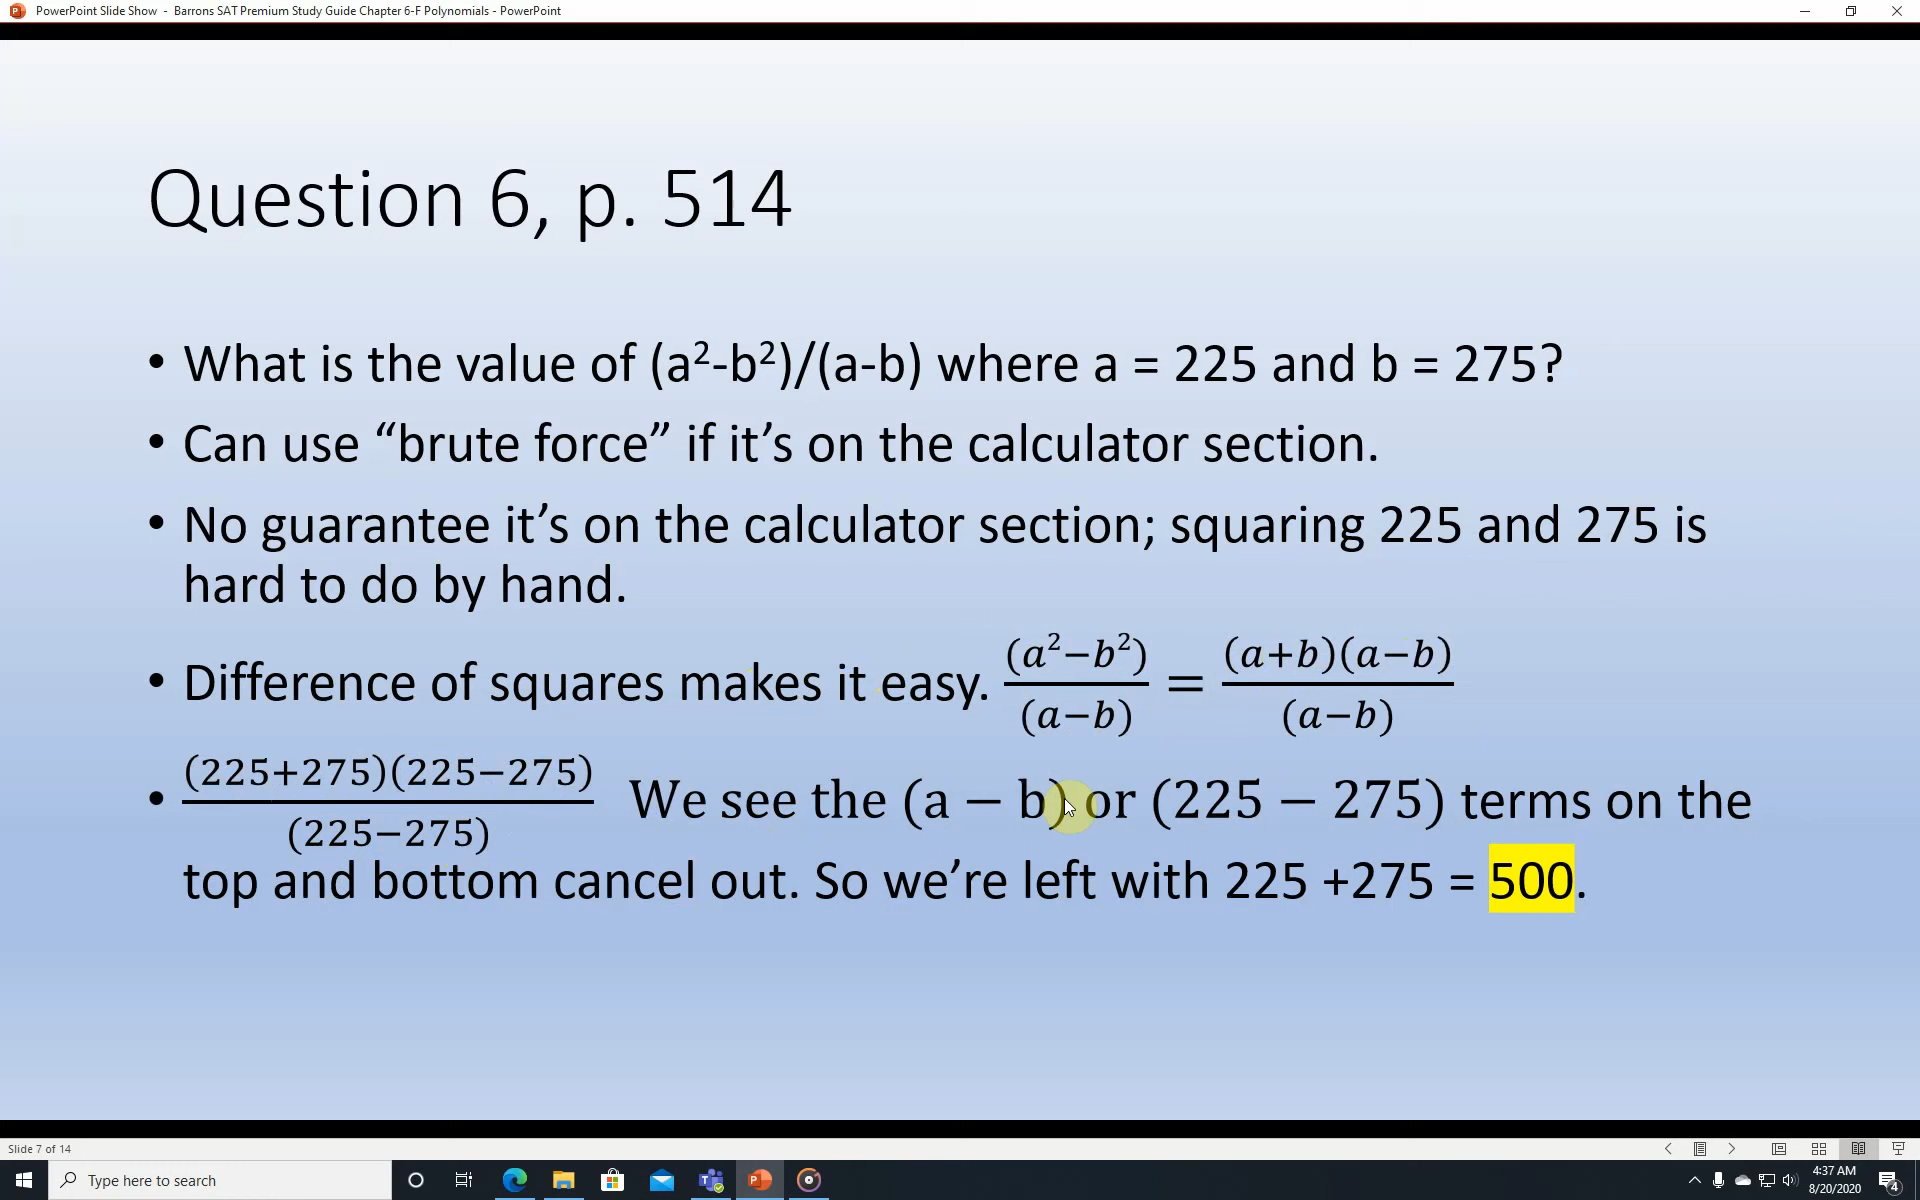 PowerPoint Slide Show - Barrons SAT Premium Study Guide Chapter 6-F Polynomials - PowerPoint
Question 6, p. 514
• What is the value of (a²-b²)/(a-b) where a = 225 and b = 275?
• Can use “brute force” if it’s on the calculator section.
• No guarantee it’s on the calculator section; squaring 225 and 275 is
hard to do by hand.
• Difference of squares makes it easy. (a²−b²)/(a−b) = (a+b)(a−b)/(a−b)
• (225+275)(225−275)/(225−275) We see the (a − b) or (225 − 275) terms on the
top and bottom cancel out. So we’re left with 225 +275 = 500.
Slide 7 of 14
Type here to search
4:37 AM
8/20/2020
4